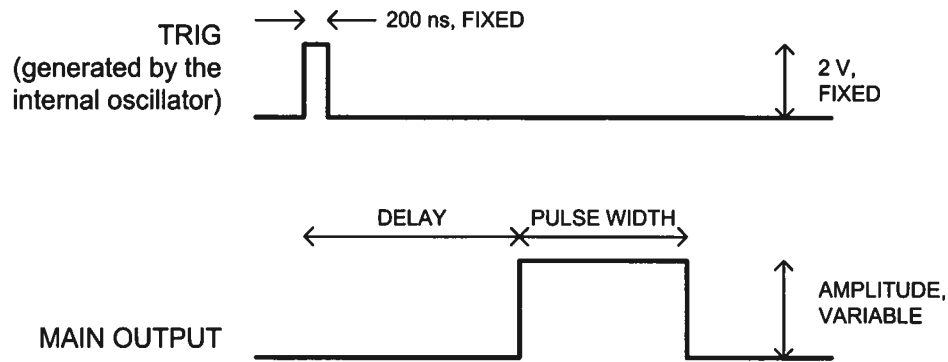 200 ns, FIXED
TRIG
(generated by the
internal oscillator)
2 V,
FIXED
DELAY
PULSE WIDTH
AMPLITUDE,
VARIABLE
MAIN OUTPUT